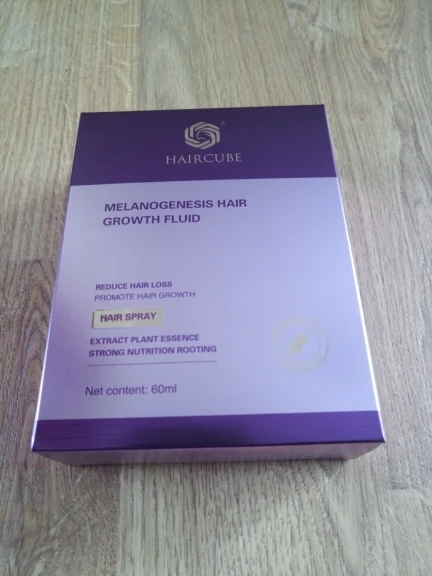 HAIRCUBE
MELANOGENESIS HAIR
GROWTH FLUID
REDUCE HAIR LOSS
PROMOTE HAIR GROWTH
HAIR SPRAY
EXTRACT PLANT ESSENCE
STRONG NUTRITION ROOTING
Net content: 60ml